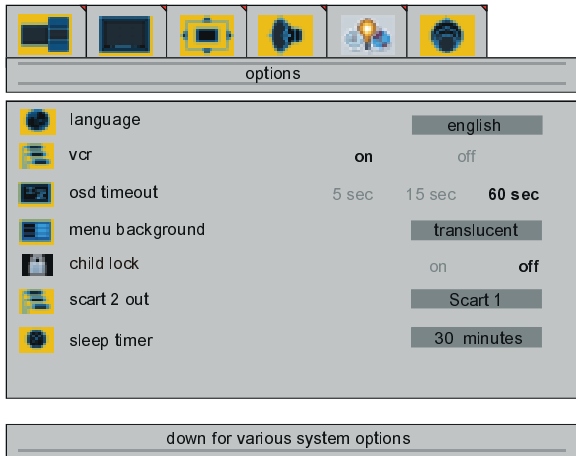 options
language english
vcr on off
osd timeout 5 sec 15 sec 60 sec
menu background translucent
child lock on off
scart 2 out Scart 1
sleep timer 30 minutes
down for various system options